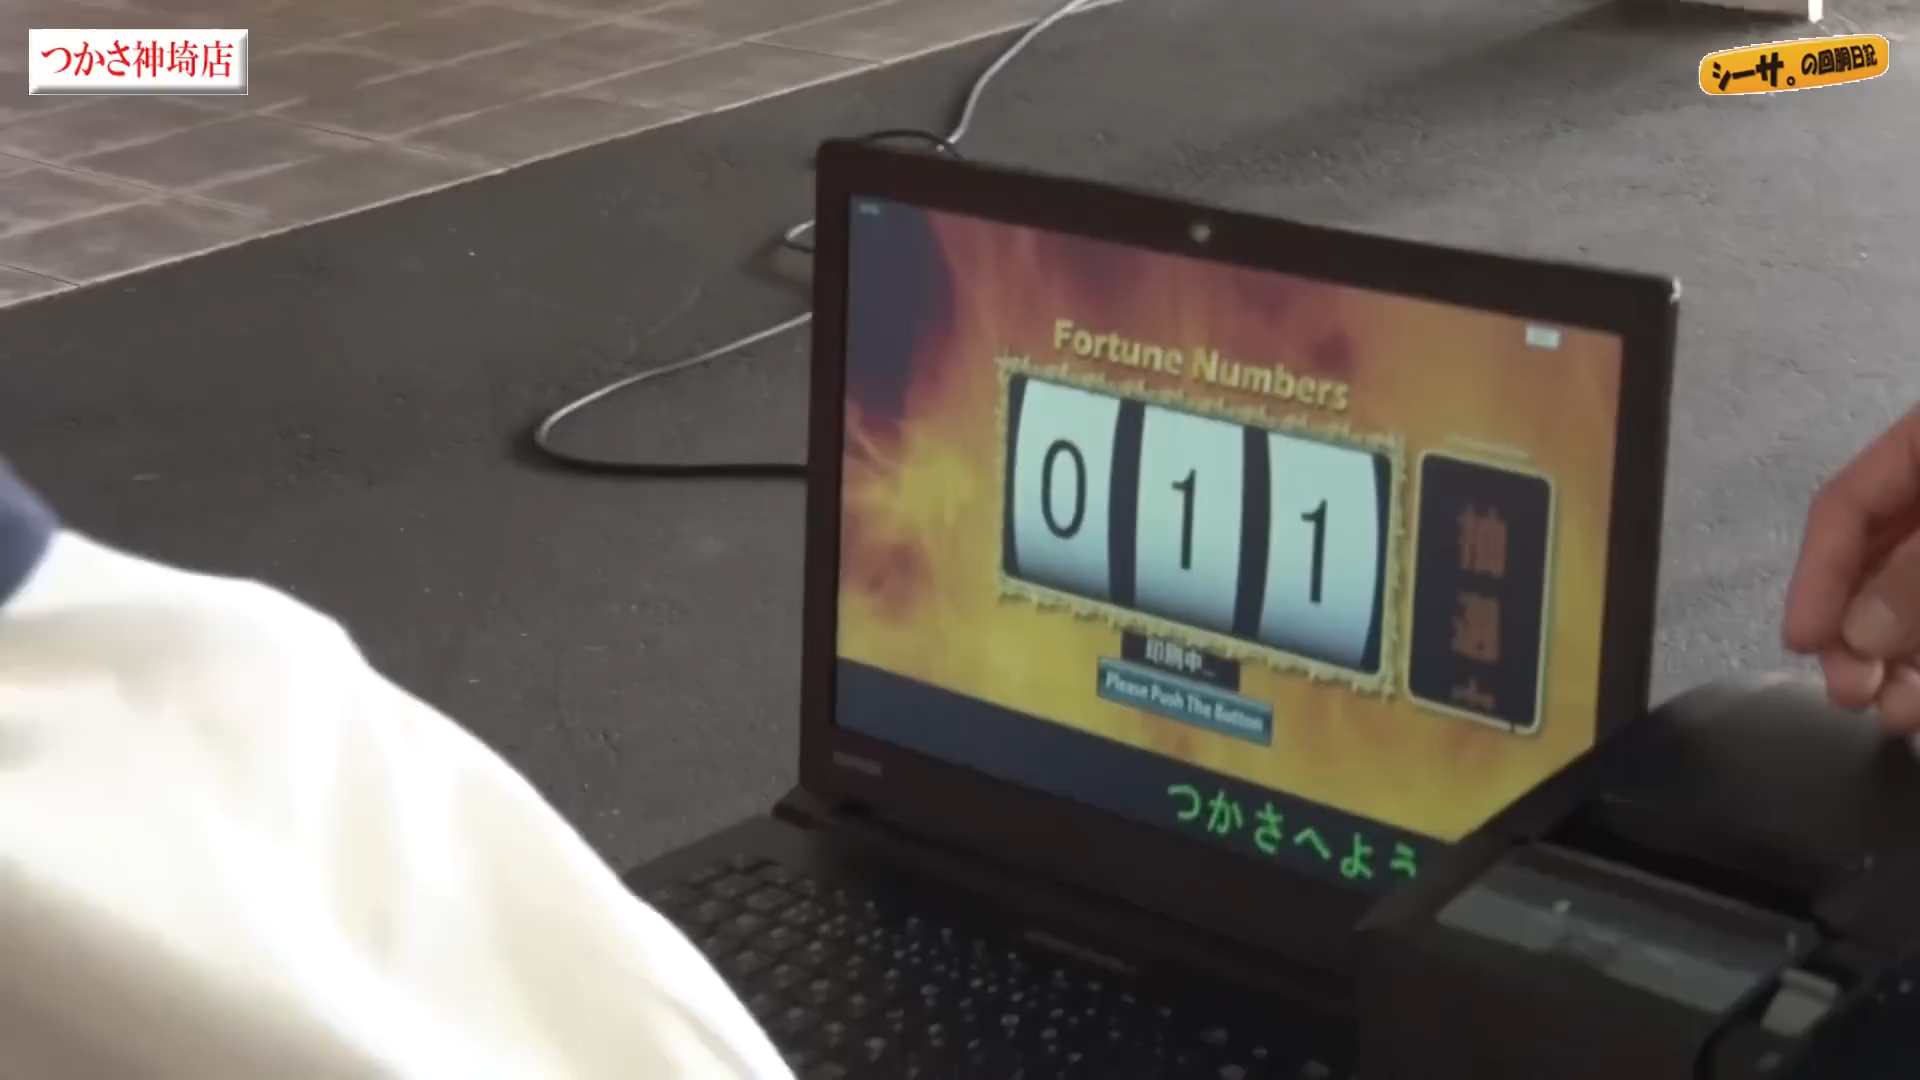 つかさ神埼店
シーサ。の回胴日記
Fortune Numbers
0 1 1
抽選中
印刷中...
Please Push The Button
つかさへよう